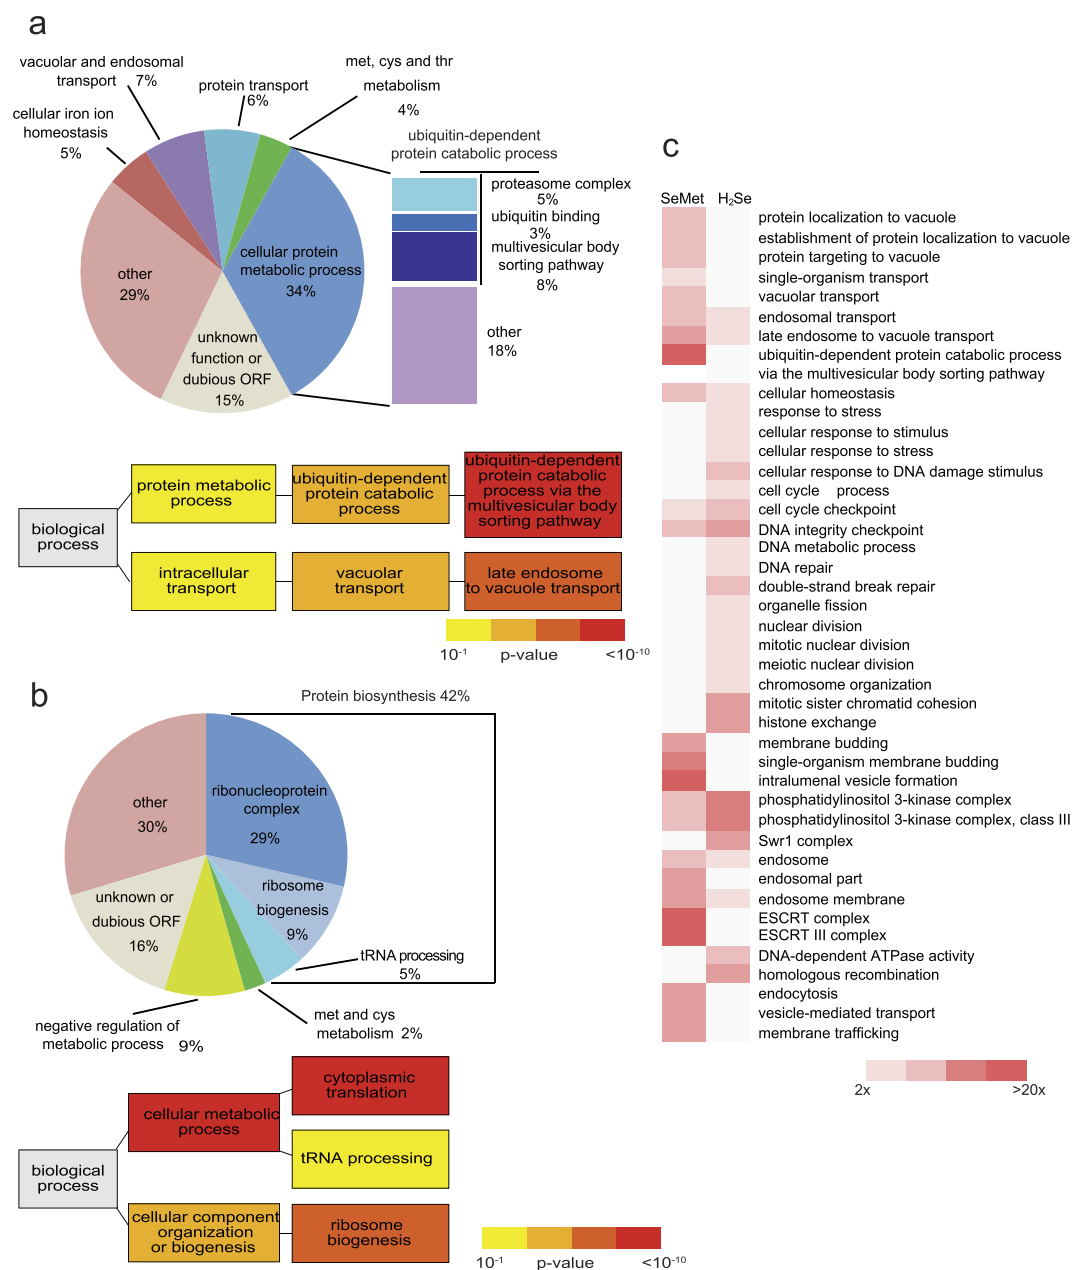 a
vacuolar and endosomal
transport 7%
cellular iron ion
homeostasis
5%
protein transport
6%
met, cys and thr
metabolism
4%
ubiquitin-dependent
protein catabolic process
proteasome complex
5%
ubiquitin binding
3%
multivesicular body
sorting pathway
8%
other
18%
cellular protein
metabolic process
34%
other
29%
unknown
function or
dubious ORF
15%
biological
process
protein metabolic
process
ubiquitin-dependent
protein catabolic
process
ubiquitin-dependent
protein catabolic
process via the
multivesicular body
sorting pathway
intracellular
transport
vacuolar
transport
late endosome
to vacuole transport
10⁻¹ p-value <10⁻¹⁰
b
Protein biosynthesis 42%
ribonucleoprotein
complex
29%
other
30%
ribosome
biogenesis
9%
unknown or
dubious ORF
16%
tRNA processing
5%
met and cys
metabolism 2%
negative regulation of
metabolic process 9%
biological
process
cellular metabolic
process
cytoplasmic
translation
tRNA processing
cellular component
organization
or biogenesis
ribosome
biogenesis
10⁻¹ p-value <10⁻¹⁰
c
SeMet H₂Se
protein localization to vacuole
establishment of protein localization to vacuole
protein targeting to vacuole
single-organism transport
vacuolar transport
endosomal transport
late endosome to vacuole transport
ubiquitin-dependent protein catabolic process
via the multivesicular body sorting pathway
cellular homeostasis
response to stress
cellular response to stimulus
cellular response to stress
cellular response to DNA damage stimulus
cell cycle process
cell cycle checkpoint
DNA integrity checkpoint
DNA metabolic process
DNA repair
double-strand break repair
organelle fission
nuclear division
mitotic nuclear division
meiotic nuclear division
chromosome organization
mitotic sister chromatid cohesion
histone exchange
membrane budding
single-organism membrane budding
intralumenal vesicle formation
phosphatidylinositol 3-kinase complex
phosphatidylinositol 3-kinase complex, class III
Swr1 complex
endosome
endosomal part
endosome membrane
ESCRT complex
ESCRT III complex
DNA-dependent ATPase activity
homologous recombination
endocytosis
vesicle-mediated transport
membrane trafficking
2x >20x